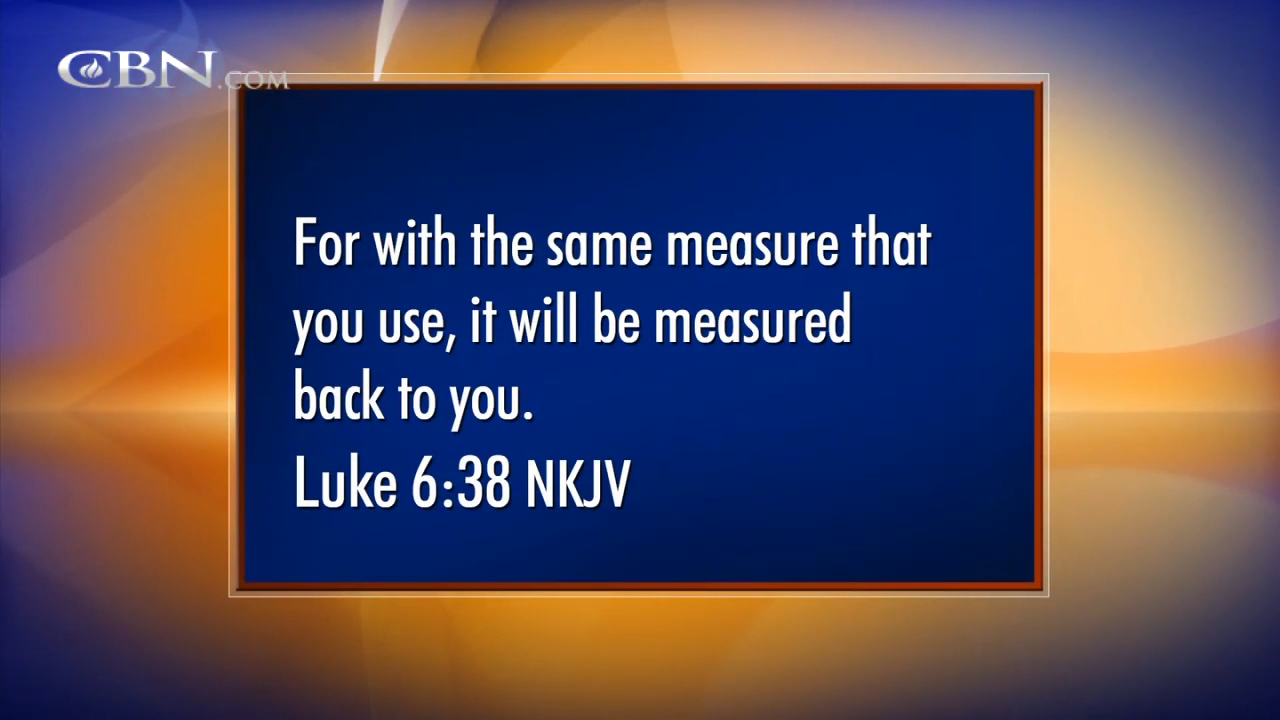 CBN.COM
For with the same measure that
you use, it will be measured
back to you.
Luke 6:38 NKJV